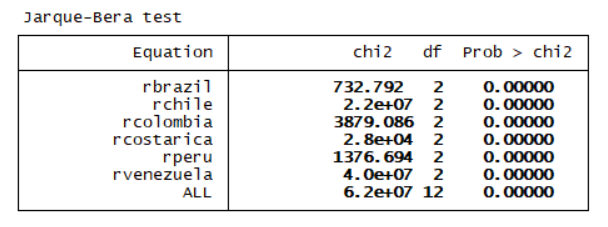 Jarque-Bera test
Equation chi2 df Prob > chi2
rbrazil 732.792 2 0.00000
rchile 2.2e+07 2 0.00000
rcolombia 3879.086 2 0.00000
rcostarica 2.8e+04 2 0.00000
rperu 1376.694 2 0.00000
rvenezuela 4.0e+07 2 0.00000
ALL 6.2e+07 12 0.00000